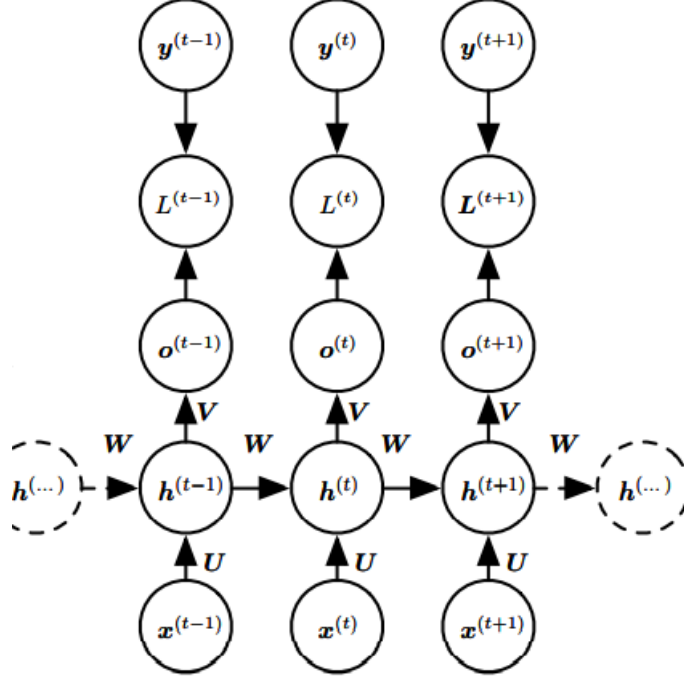 y^(t−1) y^(t) y^(t+1)
L^(t−1) L^(t) L^(t+1)
o^(t−1) o^(t) o^(t+1)
V V V
W W W W
h^(...) h^(t−1) h^(t) h^(t+1) h^(...)
U U U
x^(t−1) x^(t) x^(t+1)